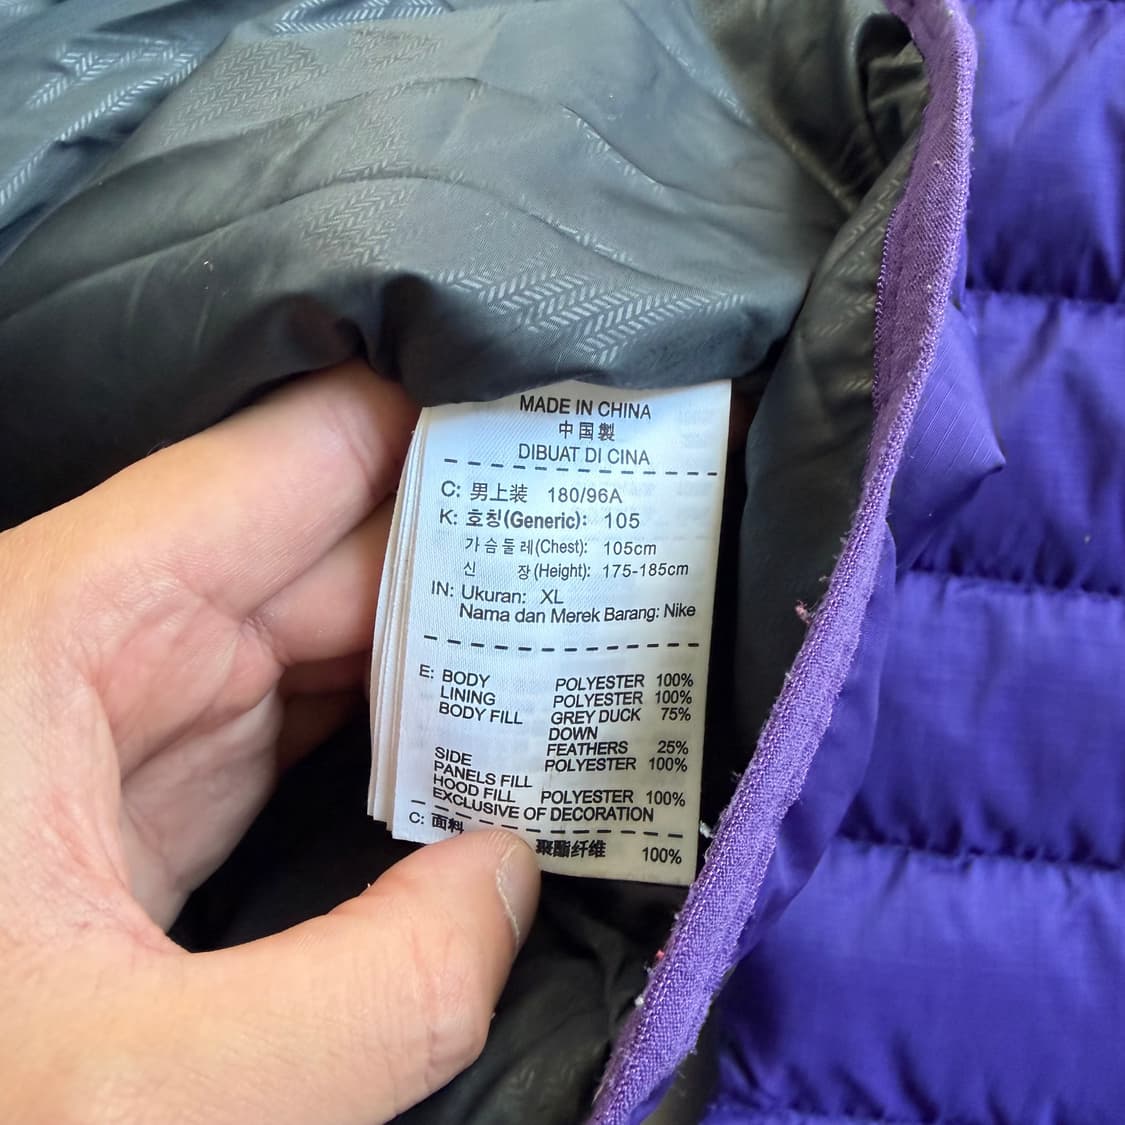 MADE IN CHINA
中国製
DIBUAT DI CINA
C: 男上装 180/96A
K: 호칭(Generic): 105
가슴둘레(Chest): 105cm
신 장(Height): 175-185cm
IN: Ukuran: XL
Nama dan Merek Barang: Nike
E: BODY POLYESTER 100%
LINING POLYESTER 100%
BODY FILL GREY DUCK 75%
DOWN
FEATHERS 25%
SIDE POLYESTER 100%
PANELS FILL
HOOD FILL POLYESTER 100%
EXCLUSIVE OF DECORATION
C: 面料 聚酯纤维 100%